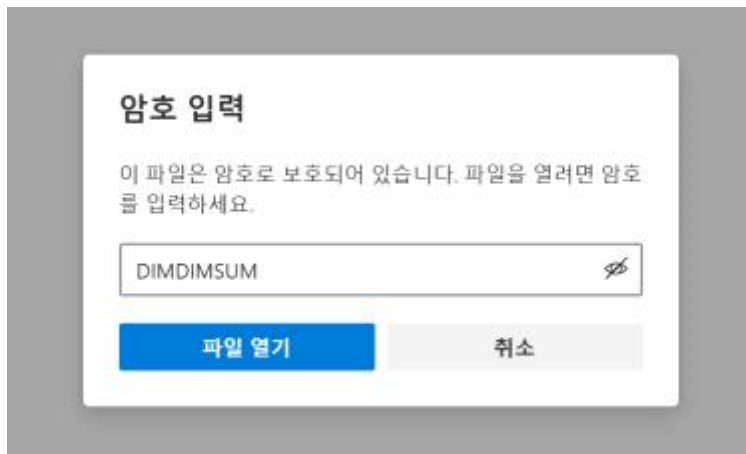 암호 입력
이 파일은 암호로 보호되어 있습니다. 파일을 열려면 암호
를 입력하세요.
DIMDIMSUM
파일 열기
취소